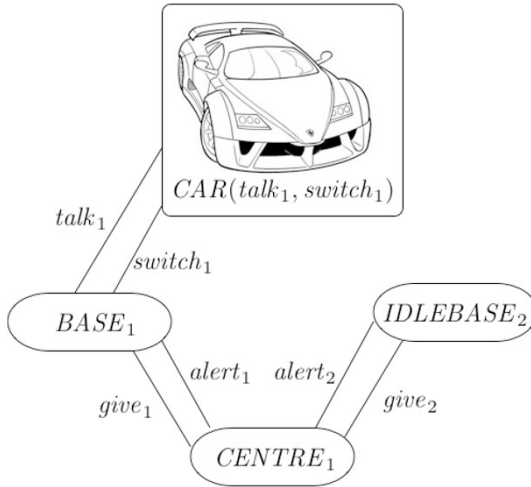 CAR(talk₁, switch₁)
talk₁
switch₁
BASE₁
IDLEBASE₂
alert₁
alert₂
give₁
give₂
CENTRE₁